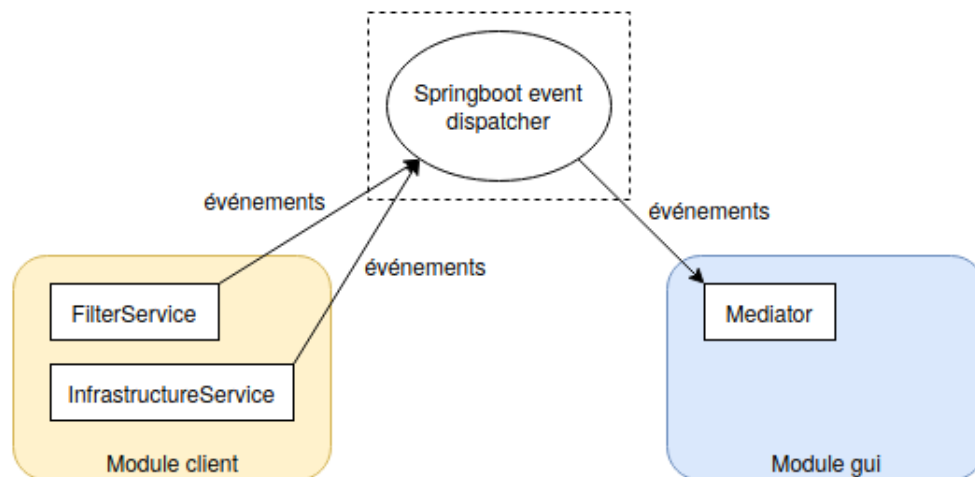 Springboot event
dispatcher
événements
événements
événements
FilterService
Mediator
InfrastructureService
Module client
Module gui